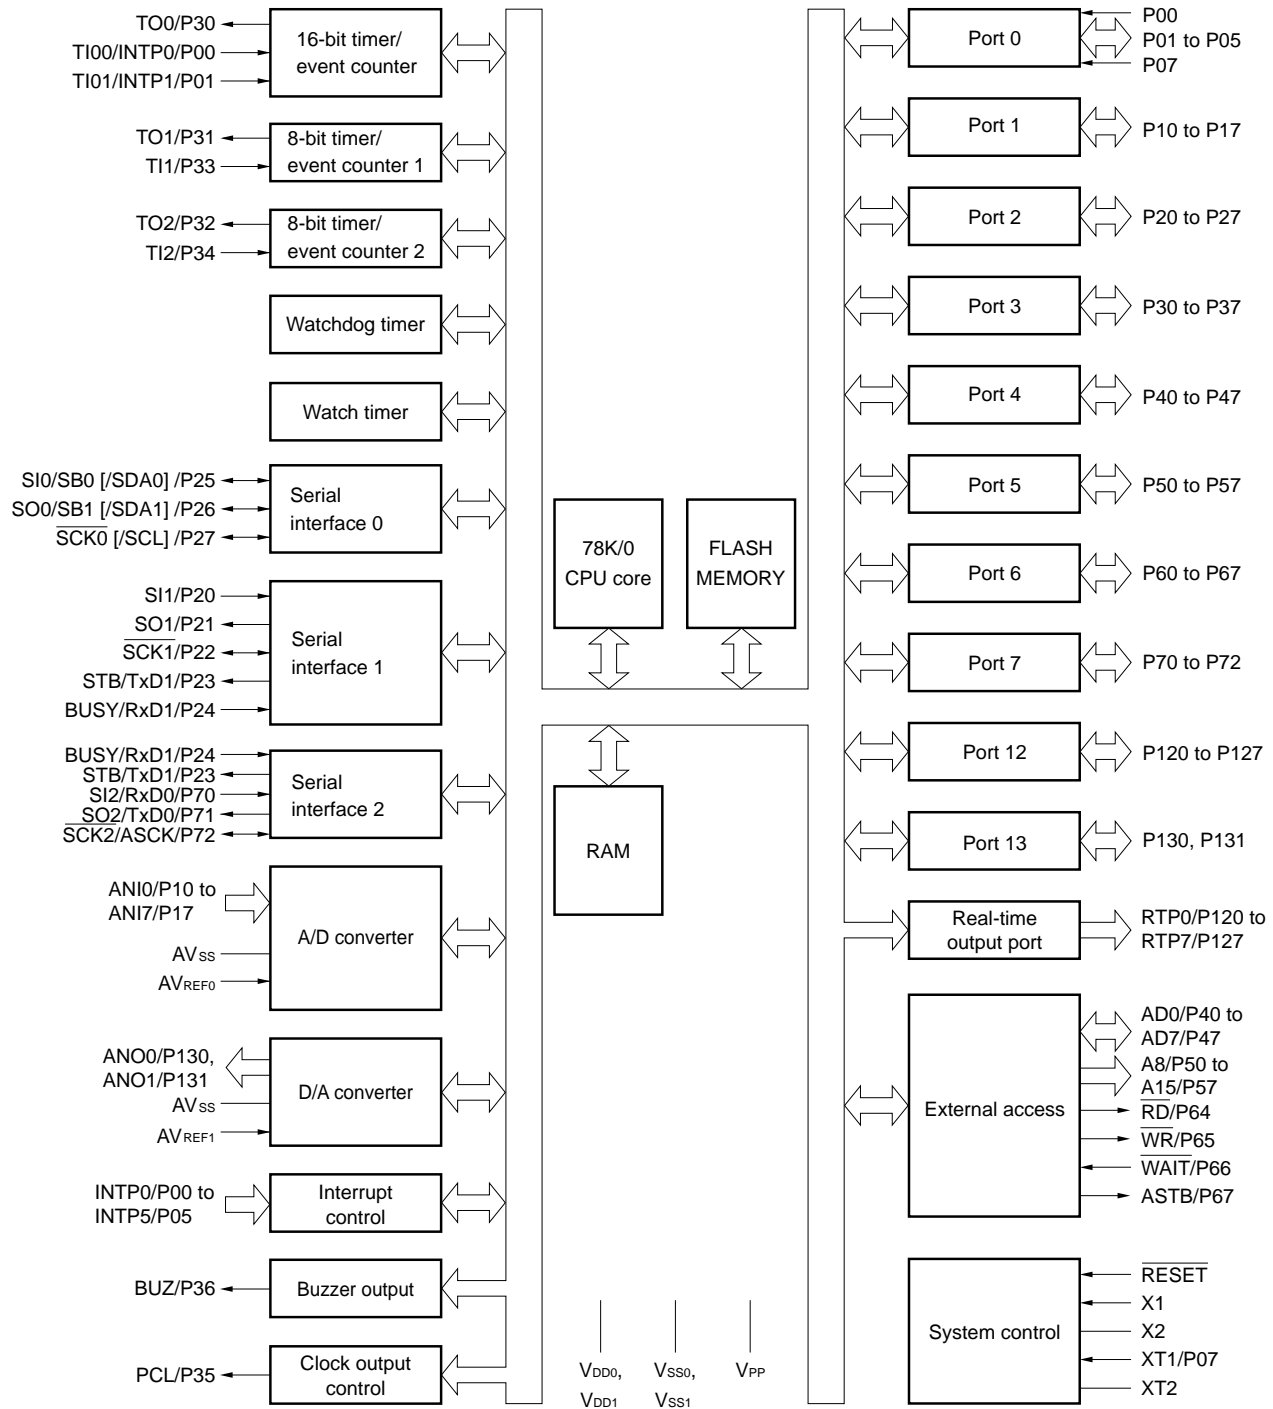 TO0/P30
TI00/INTP0/P00
TI01/INTP1/P01
16-bit timer/
event counter
TO1/P31
TI1/P33
8-bit timer/
event counter 1
TO2/P32
TI2/P34
8-bit timer/
event counter 2
Watchdog timer
Watch timer
SI0/SB0 [/SDA0] /P25
SO0/SB1 [/SDA1] /P26
SCK0 [/SCL] /P27
Serial
interface 0
SI1/P20
SO1/P21
SCK1/P22
STB/TxD1/P23
BUSY/RxD1/P24
Serial
interface 1
BUSY/RxD1/P24
STB/TxD1/P23
SI2/RxD0/P70
SO2/TxD0/P71
SCK2/ASCK/P72
Serial
interface 2
ANI0/P10 to
ANI7/P17
AVSS
AVREF0
A/D converter
ANO0/P130,
ANO1/P131
AVSS
AVREF1
D/A converter
INTP0/P00 to
INTP5/P05
Interrupt
control
BUZ/P36
Buzzer output
PCL/P35
Clock output
control
78K/0
CPU core
FLASH
MEMORY
RAM
VDD0,
VDD1
VSS0,
VSS1
VPP
Port 0
P00
P01 to P05
P07
Port 1
P10 to P17
Port 2
P20 to P27
Port 3
P30 to P37
Port 4
P40 to P47
Port 5
P50 to P57
Port 6
P60 to P67
Port 7
P70 to P72
Port 12
P120 to P127
Port 13
P130, P131
Real-time
output port
RTP0/P120 to
RTP7/P127
External access
AD0/P40 to
AD7/P47
A8/P50 to
A15/P57
RD/P64
WR/P65
WAIT/P66
ASTB/P67
System control
RESET
X1
X2
XT1/P07
XT2